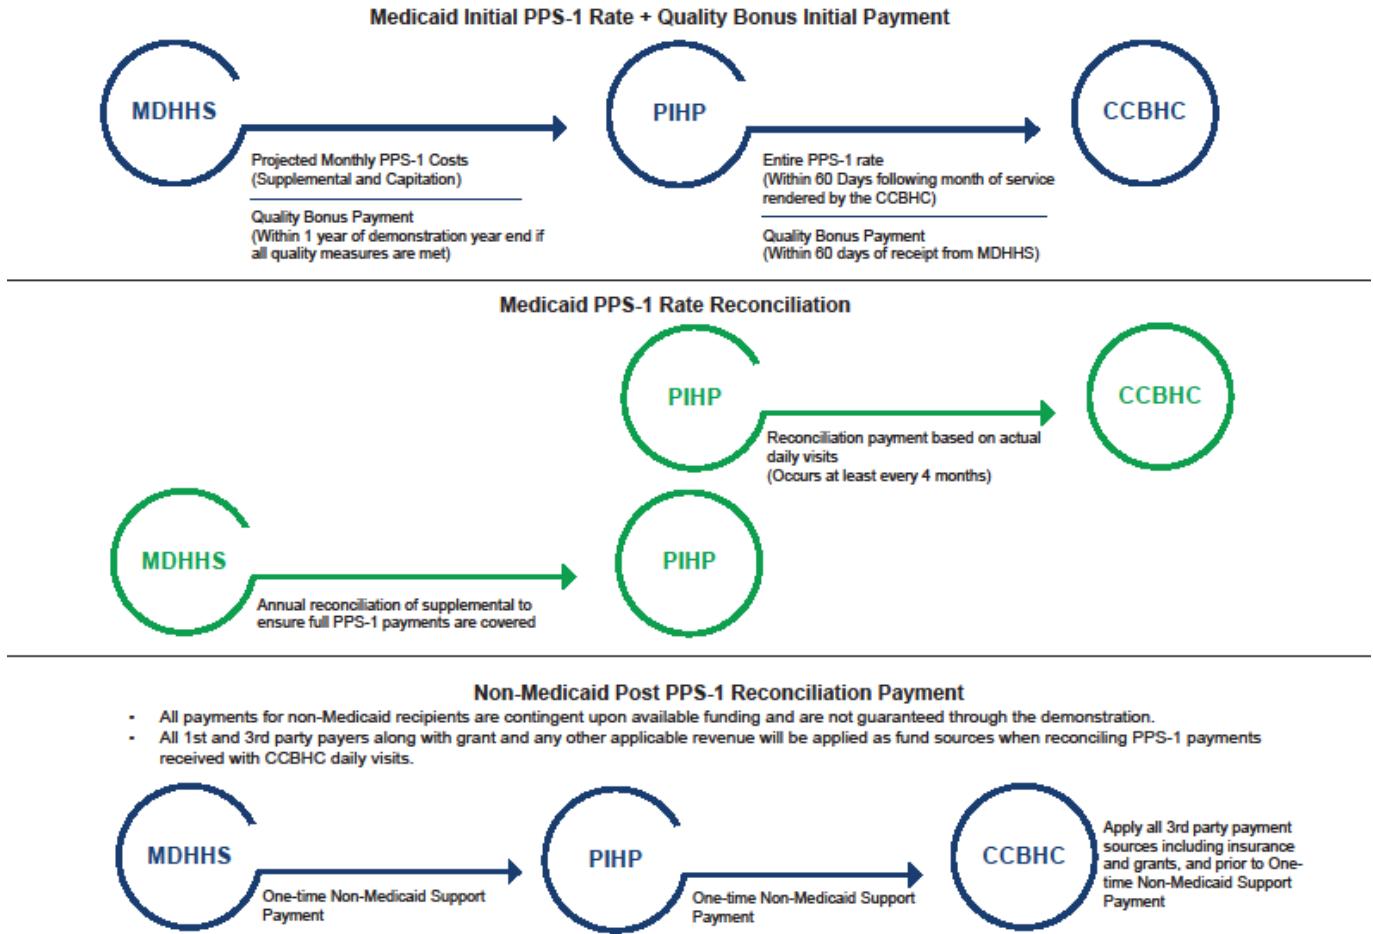 Medicaid Initial PPS-1 Rate + Quality Bonus Initial Payment
MDHHS
PIHP
CCBHC
Projected Monthly PPS-1 Costs
(Supplemental and Capitation)
Quality Bonus Payment
(Within 1 year of demonstration year end if
all quality measures are met)
Entire PPS-1 rate
(Within 60 Days following month of service
rendered by the CCBHC)
Quality Bonus Payment
(Within 60 days of receipt from MDHHS)
Medicaid PPS-1 Rate Reconciliation
PIHP
CCBHC
Reconciliation payment based on actual
daily visits
(Occurs at least every 4 months)
MDHHS
PIHP
Annual reconciliation of supplemental to
ensure full PPS-1 payments are covered
Non-Medicaid Post PPS-1 Reconciliation Payment
- All payments for non-Medicaid recipients are contingent upon available funding and are not guaranteed through the demonstration.
- All 1st and 3rd party payers along with grant and any other applicable revenue will be applied as fund sources when reconciling PPS-1 payments
received with CCBHC daily visits.
MDHHS
PIHP
CCBHC
One-time Non-Medicaid Support
Payment
One-time Non-Medicaid Support
Payment
Apply all 3rd party payment
sources including insurance
and grants, and prior to One-
time Non-Medicaid Support
Payment